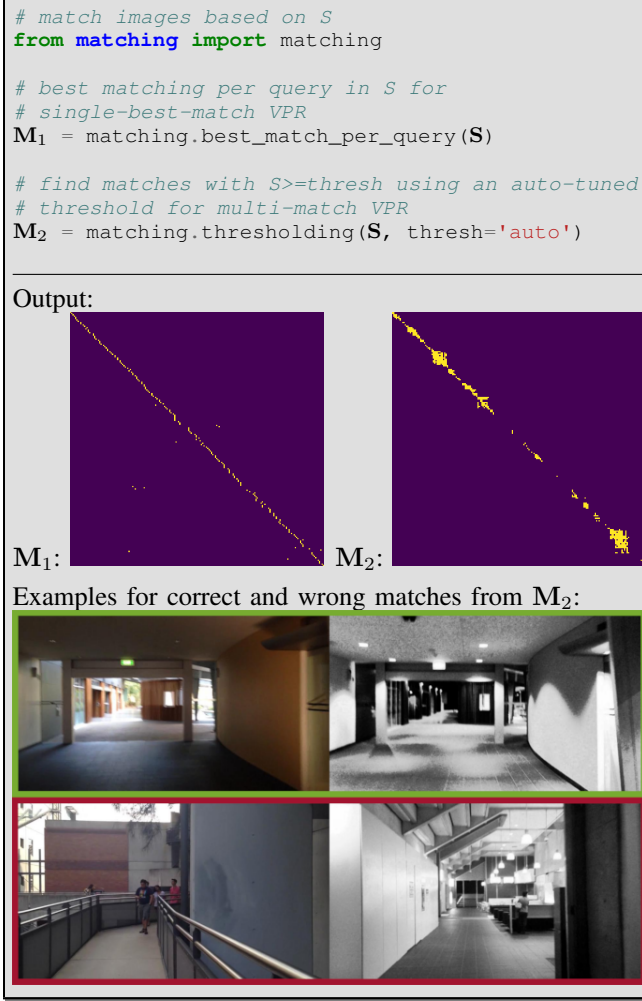 # match images based on S
from matching import matching
# best matching per query in S for
# single-best-match VPR
M₁ = matching.best_match_per_query(S)
# find matches with S>=thresh using an auto-tuned
# threshold for multi-match VPR
M₂ = matching.thresholding(S, thresh='auto')
Output:
M₁: M₂:
Examples for correct and wrong matches from M₂: